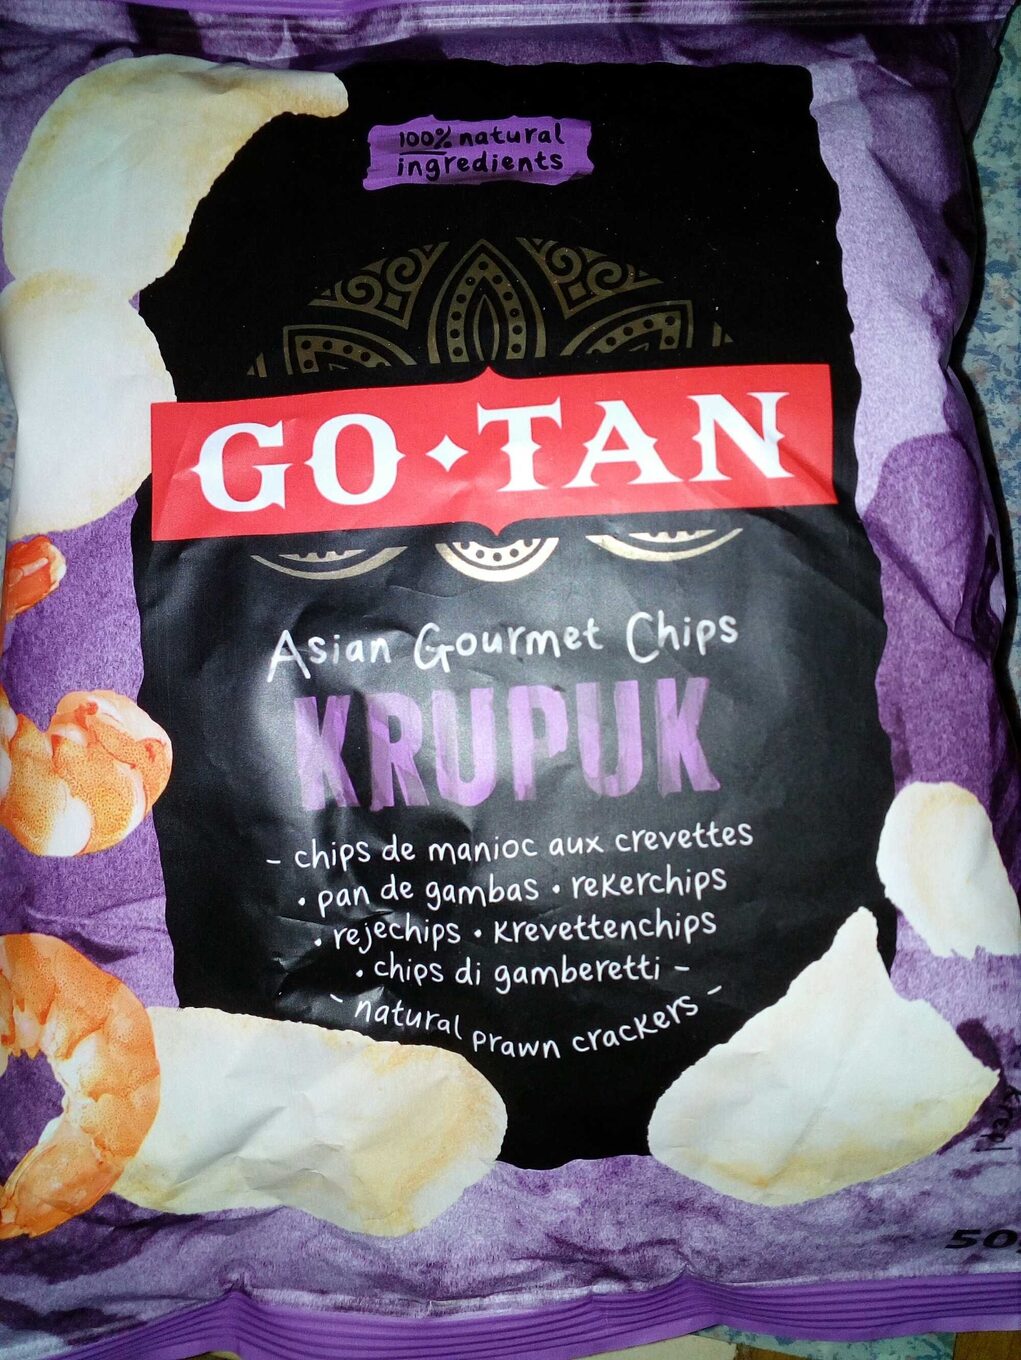 100% natural
ingredients
GO·TAN
Asian Gourmet Chips
KRUPUK
- chips de manioc aux crevettes
• pan de gambas • rekerchips
• rejechips • krevettenchips
• chips di gamberetti -
- natural prawn crackers -
50g